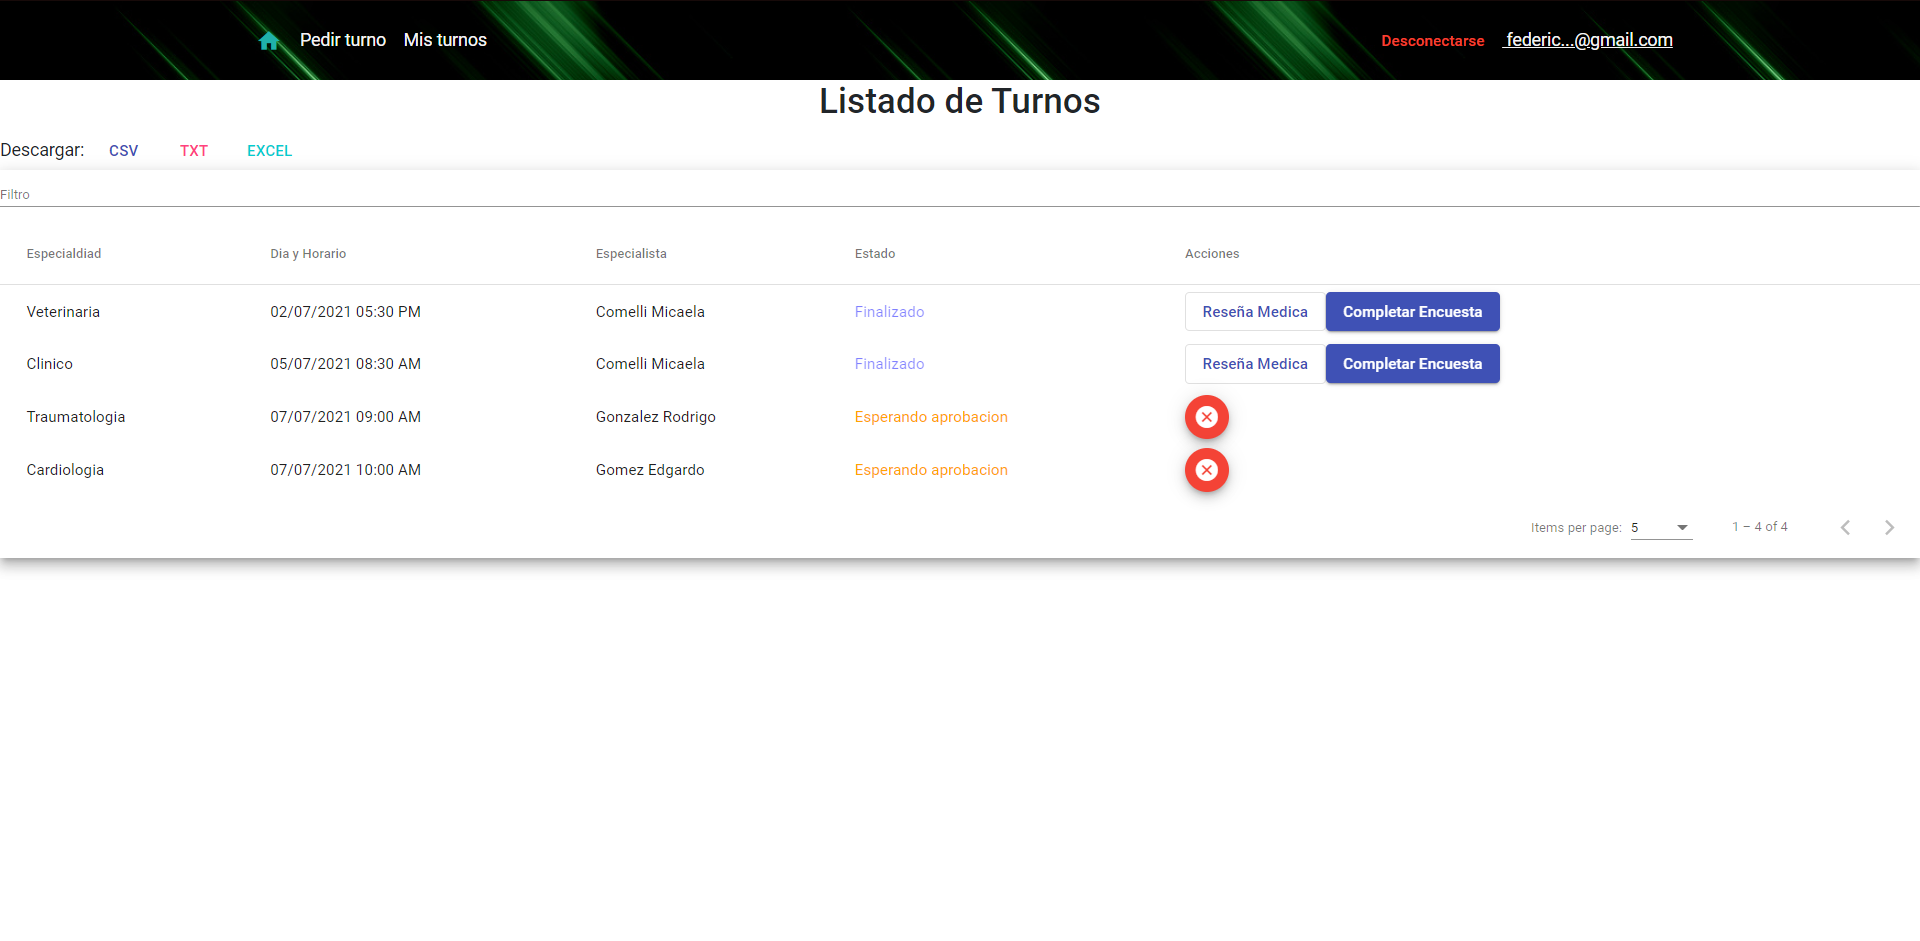 Pedir turno Mis turnos Desconectarse federic...@gmail.com
Listado de Turnos
Descargar: CSV TXT EXCEL
Filtro
Especialdiad Dia y Horario Especialista Estado Acciones
Veterinaria 02/07/2021 05:30 PM Comelli Micaela Finalizado Reseña Medica Completar Encuesta
Clinico 05/07/2021 08:30 AM Comelli Micaela Finalizado Reseña Medica Completar Encuesta
Traumatologia 07/07/2021 09:00 AM Gonzalez Rodrigo Esperando aprobacion
Cardiologia 07/07/2021 10:00 AM Gomez Edgardo Esperando aprobacion
Items per page: 5 1 – 4 of 4